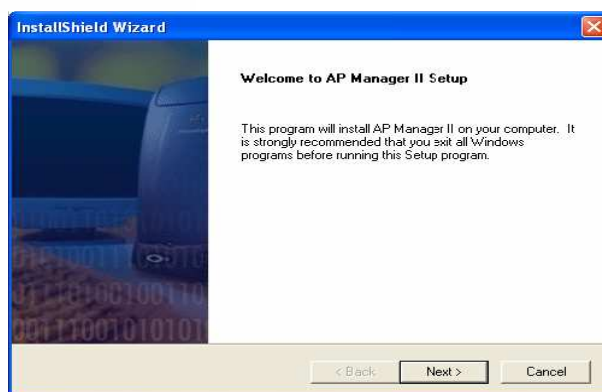 InstallShield Wizard
Welcome to AP Manager II Setup
This program will install AP Manager II on your computer. It
is strongly recommended that you exit all Windows
programs before running this Setup program.
< Back
Next >
Cancel